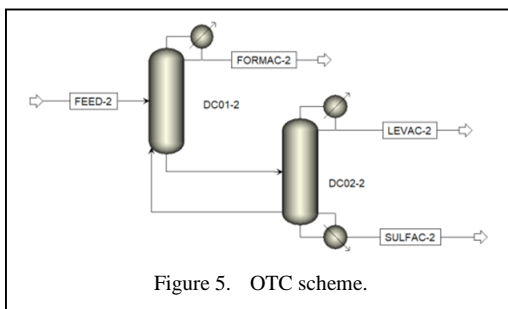 FORMAC-2
FEED-2
DC01-2
LEVAC-2
DC02-2
SULFAC-2
Figure 5. OTC scheme.